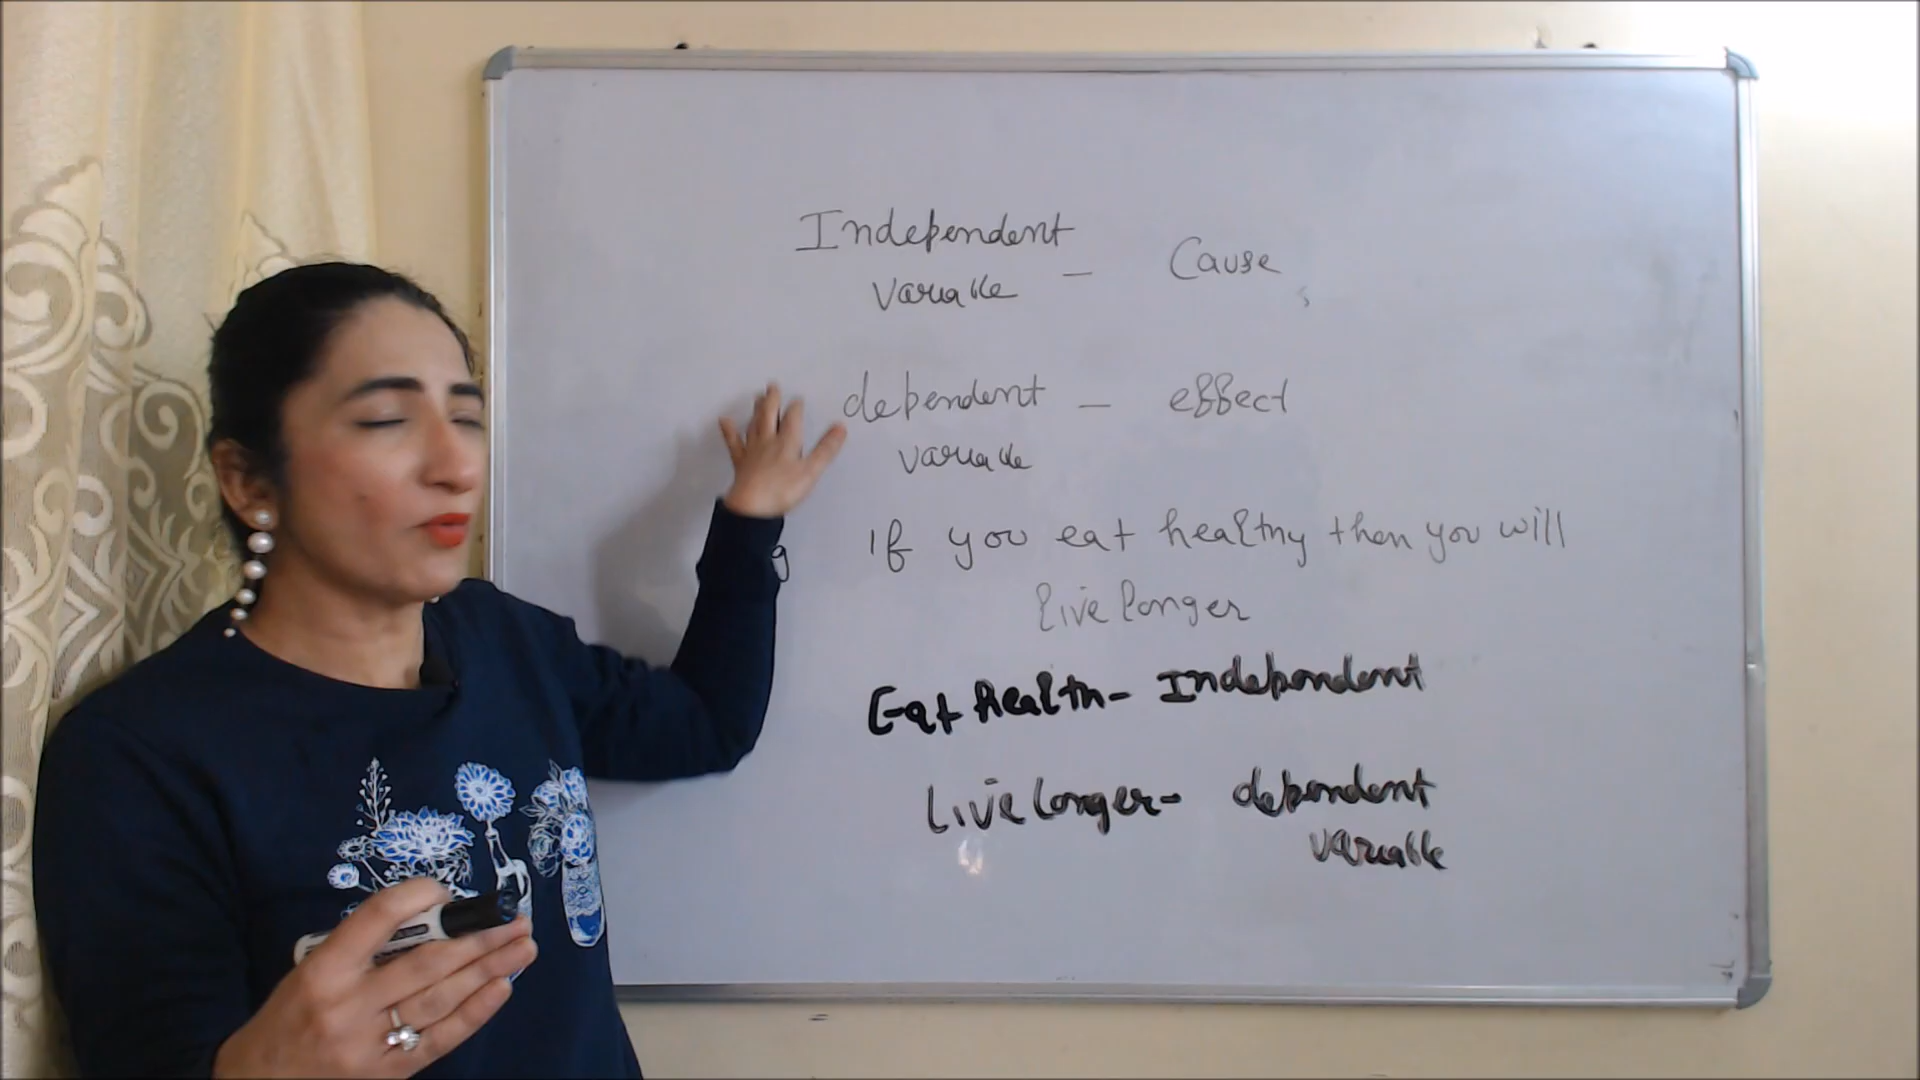 Independent
variable - Cause
dependent - effect
variable
g if you eat healthy then you will
live longer
Eat health - Independent
Live longer - dependent
variable